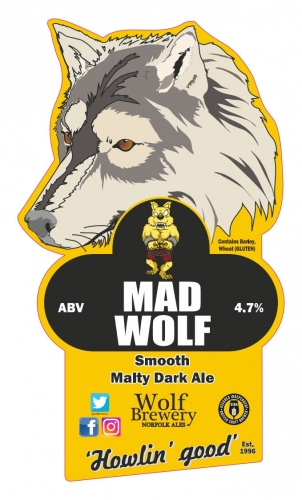 Contains Barley,
Wheat (GLUTEN)
ABV
MAD
WOLF
4.7%
Smooth
Malty Dark Ale
Wolf
Brewery
NORFOLK ALES
'Howlin' good'
Est,
1996